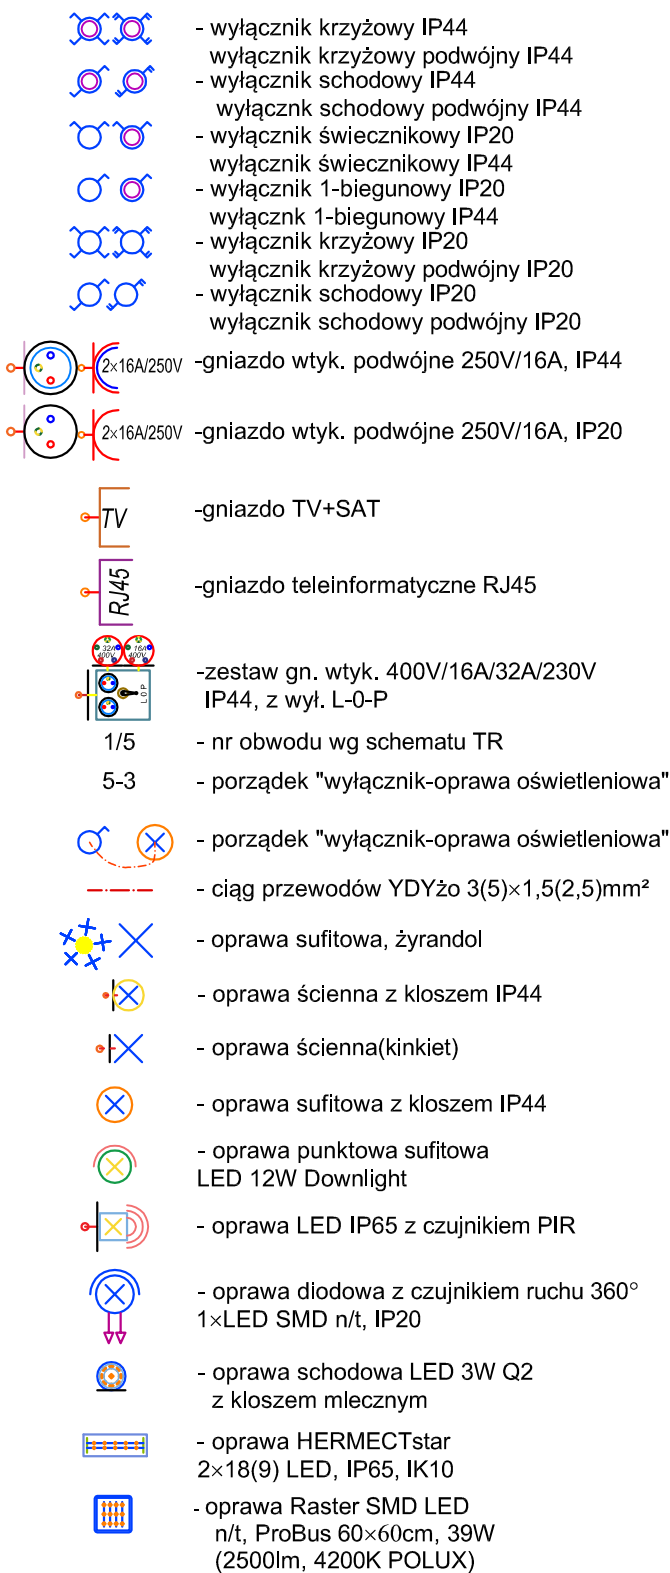 - wyłącznik krzyżowy IP44
wyłącznik krzyżowy podwójny IP44
- wyłącznik schodowy IP44
wyłącznk schodowy podwójny IP44
- wyłącznik świecznikowy IP20
wyłącznik świecznikowy IP44
- wyłącznik 1-biegunowy IP20
wyłącznk 1-biegunowy IP44
- wyłącznik krzyżowy IP20
wyłącznik krzyżowy podwójny IP20
- wyłącznik schodowy IP20
wyłącznik schodowy podwójny IP20
2×16A/250V -gniazdo wtyk. podwójne 250V/16A, IP44
2×16A/250V -gniazdo wtyk. podwójne 250V/16A, IP20
TV -gniazdo TV+SAT
RJ45 -gniazdo teleinformatyczne RJ45
32A 400V 16A 400V
L 0 P -zestaw gn. wtyk. 400V/16A/32A/230V
IP44, z wył. L-0-P
1/5 - nr obwodu wg schematu TR
5-3 - porządek "wyłącznik-oprawa oświetleniowa"
- porządek "wyłącznik-oprawa oświetleniowa"
- ciąg przewodów YDYżo 3(5)×1,5(2,5)mm²
- oprawa sufitowa, żyrandol
- oprawa ścienna z kloszem IP44
- oprawa ścienna(kinkiet)
- oprawa sufitowa z kloszem IP44
- oprawa punktowa sufitowa
LED 12W Downlight
- oprawa LED IP65 z czujnikiem PIR
- oprawa diodowa z czujnikiem ruchu 360°
1×LED SMD n/t, IP20
- oprawa schodowa LED 3W Q2
z kloszem mlecznym
- oprawa HERMECTstar
2×18(9) LED, IP65, IK10
- oprawa Raster SMD LED
n/t, ProBus 60×60cm, 39W
(2500lm, 4200K POLUX)